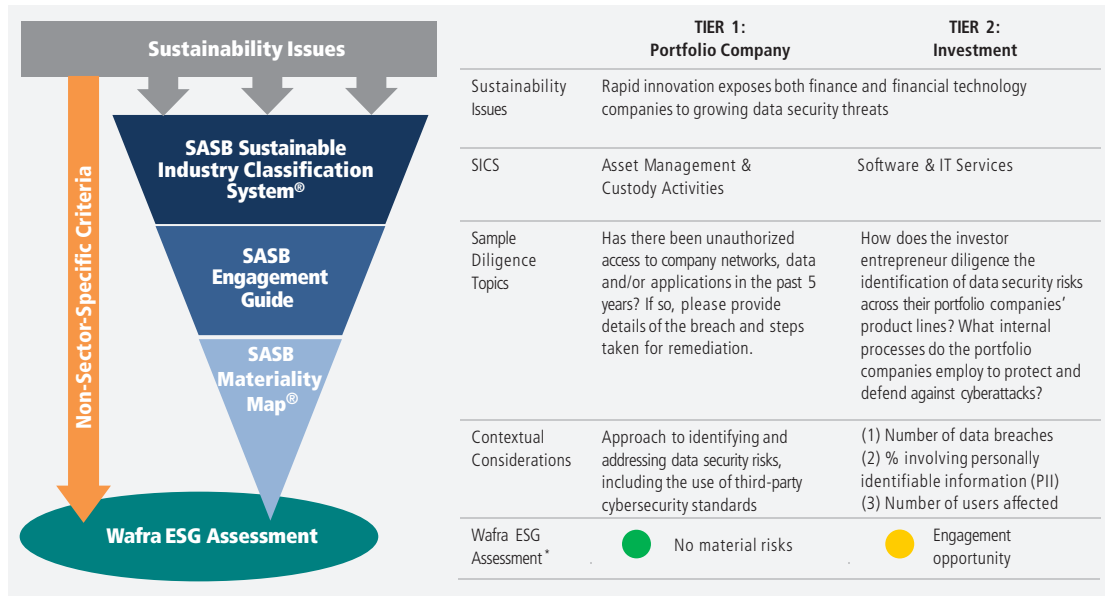 Sustainability Issues
SASB Sustainable
Industry Classification
System®
SASB
Engagement
Guide
SASB
Materiality
Map®
Non-Sector-Specific Criteria
Wafra ESG Assessment
TIER 1:
Portfolio Company
TIER 2:
Investment
Sustainability
Issues
Rapid innovation exposes both finance and financial technology
companies to growing data security threats
SICS
Asset Management &
Custody Activities
Software & IT Services
Sample
Diligence
Topics
Has there been unauthorized
access to company networks, data
and/or applications in the past 5
years? If so, please provide
details of the breach and steps
taken for remediation.
How does the investor
entrepreneur diligence the
identification of data security risks
across their portfolio companies’
product lines? What internal
processes do the portfolio
companies employ to protect and
defend against cyberattacks?
Contextual
Considerations
Approach to identifying and
addressing data security risks,
including the use of third-party
cybersecurity standards
(1) Number of data breaches
(2) % involving personally
identifiable information (PII)
(3) Number of users affected
Wafra ESG
Assessment*
No material risks
Engagement
opportunity